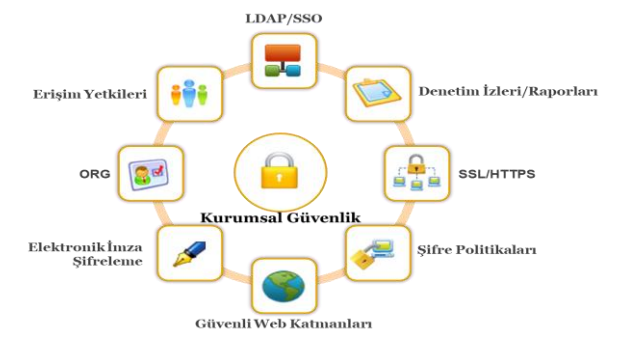 LDAP/SSO
Erişim Yetkileri
Denetim İzleri/Raporları
ORG
SSL/HTTPS
Kurumsal Güvenlik
Elektronik İmza
Şifreleme
Şifre Politikaları
Güvenli Web Katmanları